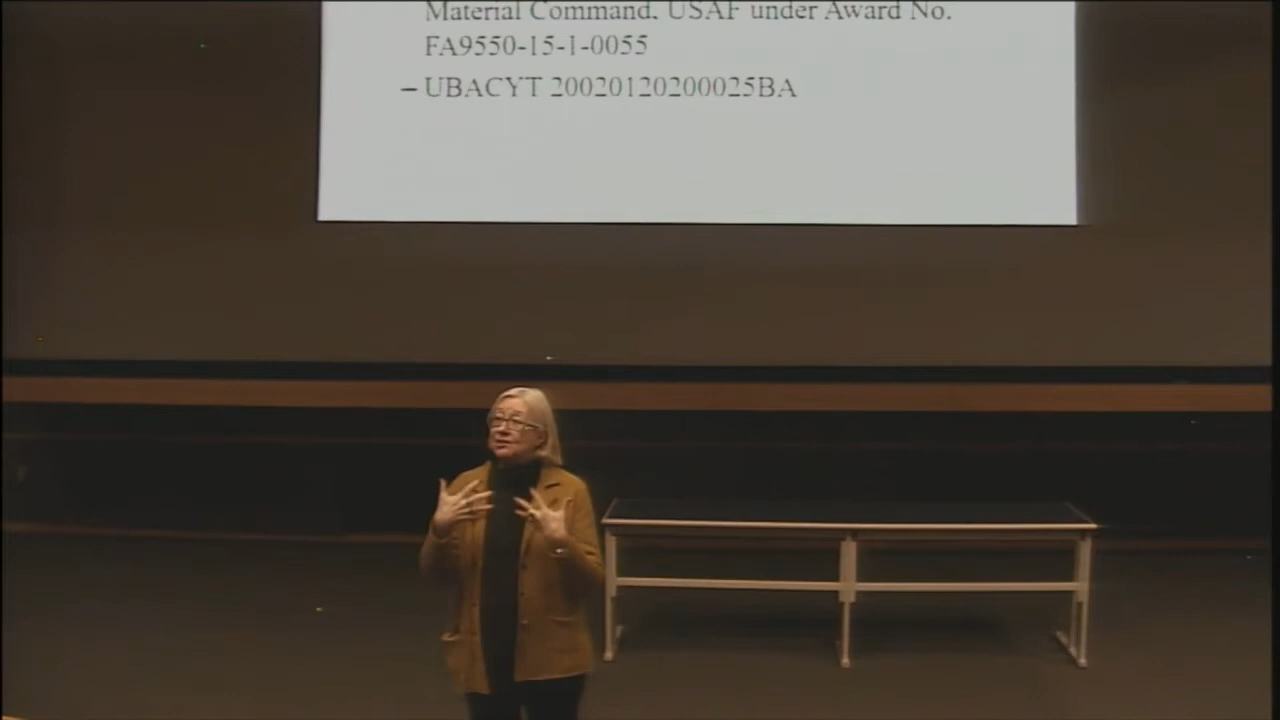 Material Command, USAF under Award No.
FA9550-15-1-0055
– UBACYT 20020120200025BA